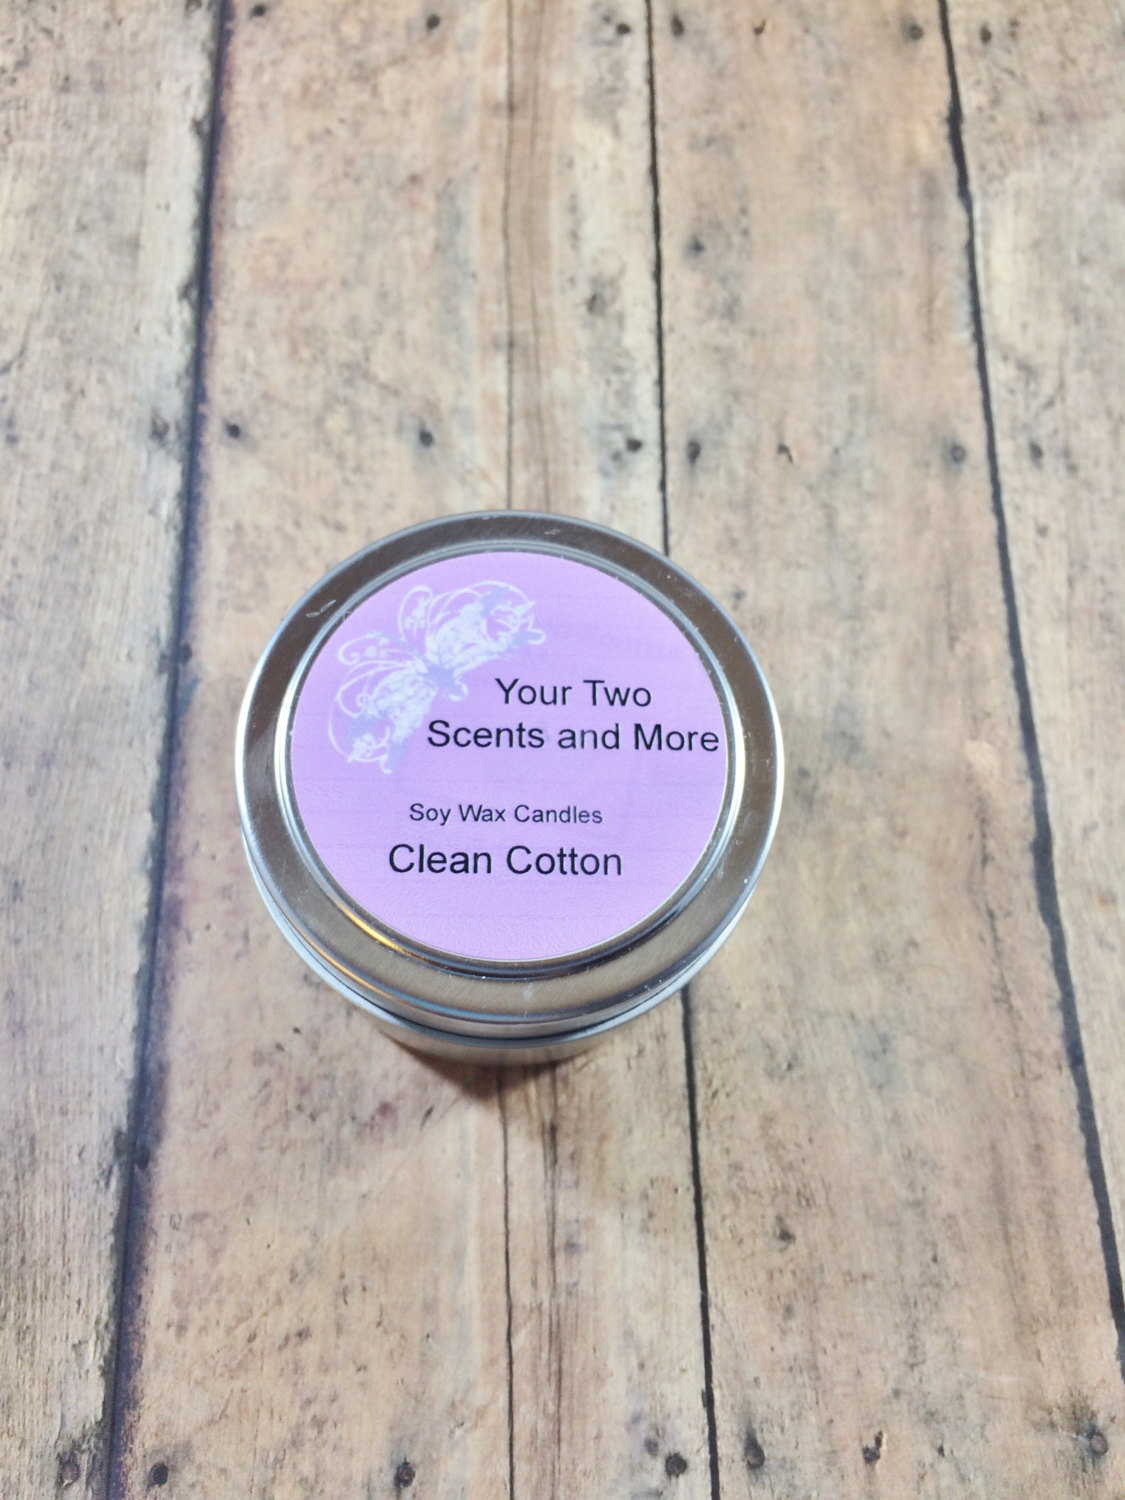 Your Two
Scents and More
Soy Wax Candles
Clean Cotton